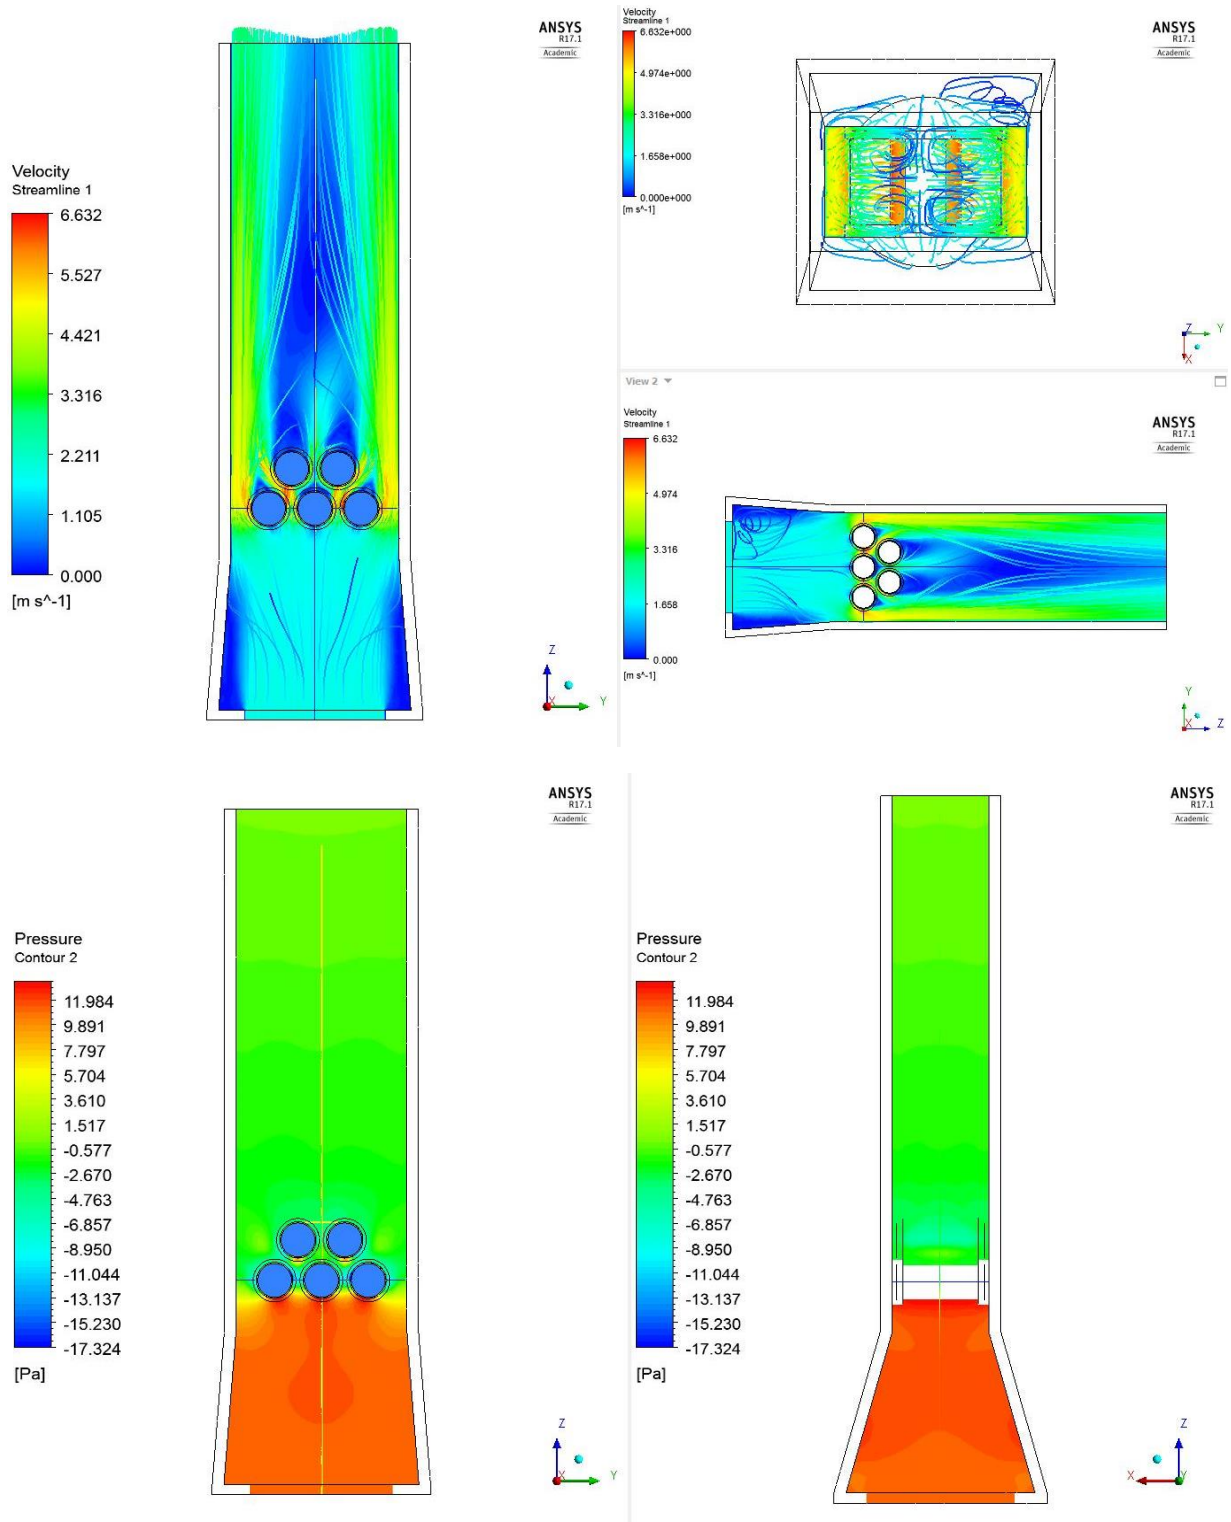 ANSYS
R17.1
Academic
Velocity
Streamline 1
6.632
5.527
4.421
3.316
2.211
1.105
0.000
[m s^-1]
Z
X
Y
Velocity
Streamline 1
6.632e+000
4.974e+000
3.316e+000
1.658e+000
0.000e+000
[m s^-1]
ANSYS
R17.1
Academic
Z
Y
X
View 2
Velocity
Streamline 1
6.632
4.974
3.316
1.658
0.000
[m s^-1]
ANSYS
R17.1
Academic
Y
X
Z
ANSYS
R17.1
Academic
Pressure
Contour 2
11.984
9.891
7.797
5.704
3.610
1.517
-0.577
-2.670
-4.763
-6.857
-8.950
-11.044
-13.137
-15.230
-17.324
[Pa]
Z
X
Y
ANSYS
R17.1
Academic
Pressure
Contour 2
11.984
9.891
7.797
5.704
3.610
1.517
-0.577
-2.670
-4.763
-6.857
-8.950
-11.044
-13.137
-15.230
-17.324
[Pa]
Z
X
Y